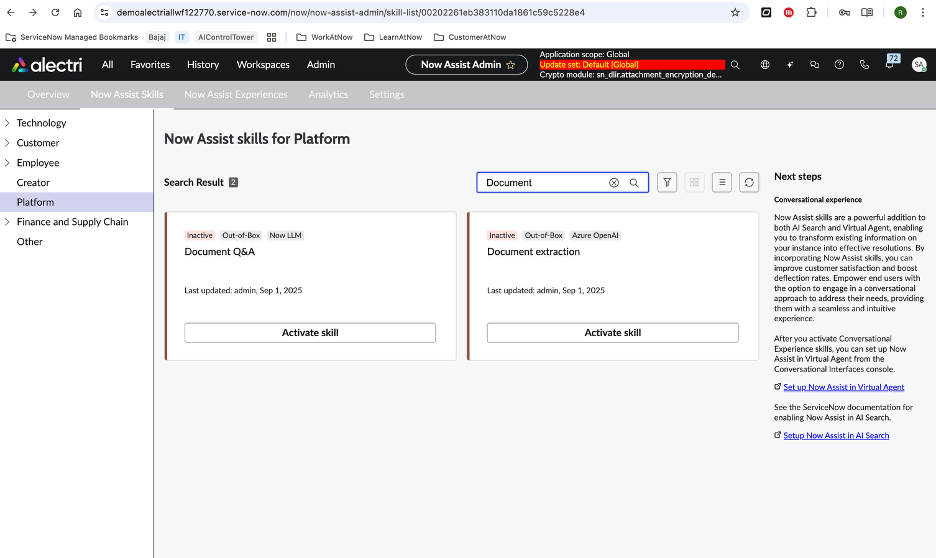 demoalectriallwf122770.service-now.com/now/now-assist-admin/skill-list/00202261eb383110da1861c59c5228e4
R
ServiceNow Managed Bookmarks Bajaj IT AIControlTower WorkAtNow LearnAtNow CustomerAtNow
alectri All Favorites History Workspaces Admin
Now Assist Admin
Application scope: Global
Update set: Default [Global]
Crypto module: sn_dlir.attachment_encryption_de...
72
SA
Overview Now Assist Skills Now Assist Experiences Analytics Settings
Technology
Customer
Employee
Creator
Platform
Finance and Supply Chain
Other
Now Assist skills for Platform
Search Result 2
Document
Inactive Out-of-Box Now LLM
Document Q&A
Last updated: admin, Sep 1, 2025
Activate skill
Inactive Out-of-Box Azure OpenAI
Document extraction
Last updated: admin, Sep 1, 2025
Activate skill
Next steps
Conversational experience
Now Assist skills are a powerful addition to
both AI Search and Virtual Agent, enabling
you to transform existing information on
your instance into effective resolutions. By
incorporating Now Assist skills, you can
improve customer satisfaction and boost
deflection rates. Empower end users with
the option to engage in a conversational
approach to address their needs, providing
them with a seamless and intuitive
experience.
After you activate Conversational
Experience skills, you can set up Now
Assist in Virtual Agent from the
Conversational Interfaces console.
Set up Now Assist in Virtual Agent
See the ServiceNow documentation for
enabling Now Assist in AI Search.
Setup Now Assist in AI Search